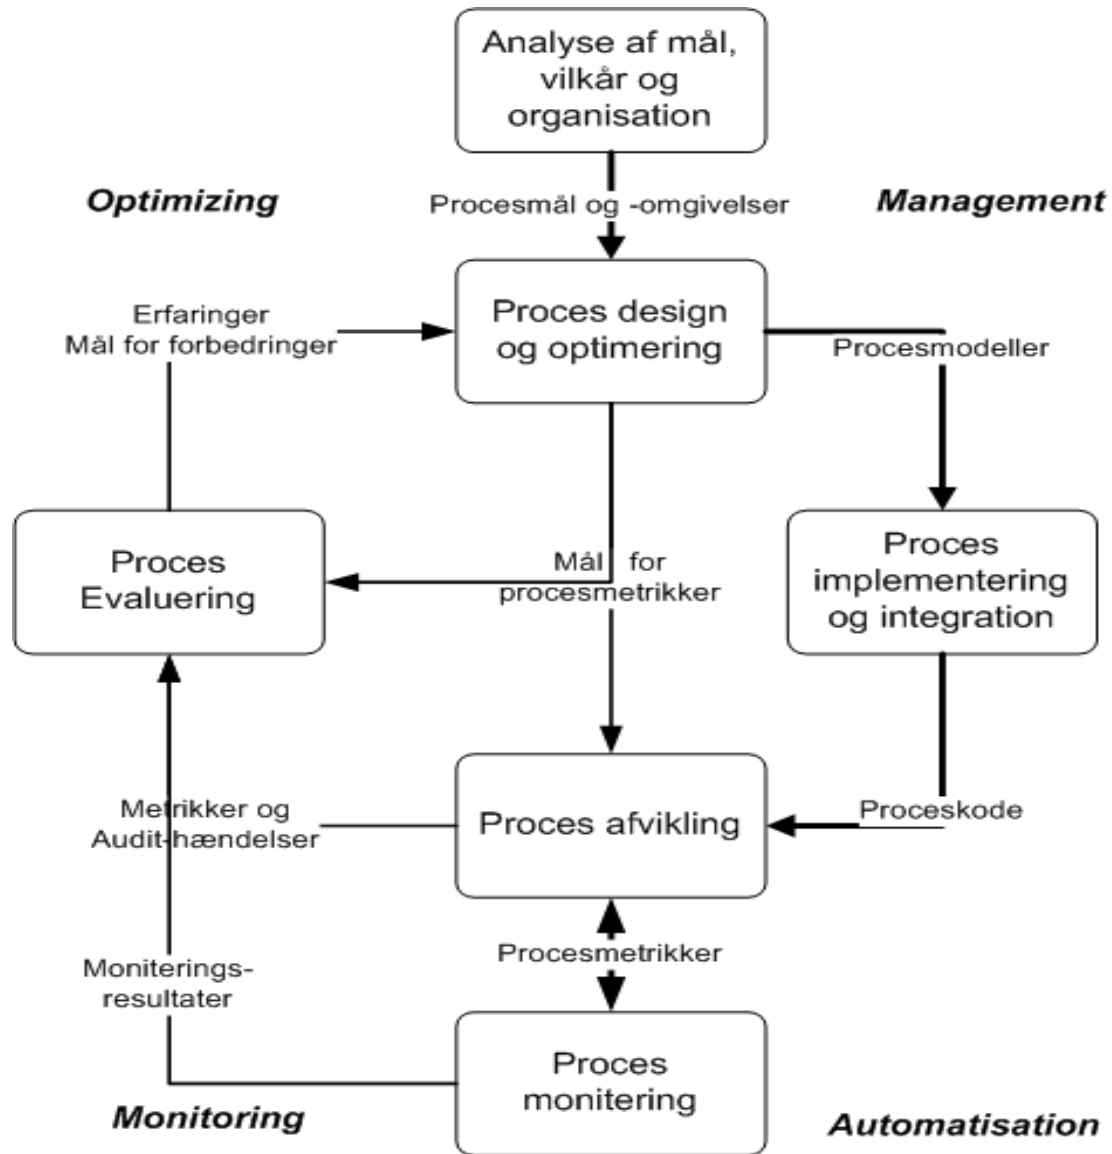 Analyse af mål,
vilkår og
organisation
Optimizing
Procesmål og -omgivelser
Management
Erfaringer
Mål for forbedringer
Proces design
og optimering
Procesmodeller
Proces
Evaluering
Mål for
procesmetrikker
Proces
implementering
og integration
Metrikker og
Audit-hændelser
Proces afvikling
Proceskode
Procesmetrikker
Moniterings-
resultater
Proces
monitering
Monitoring
Automatisation